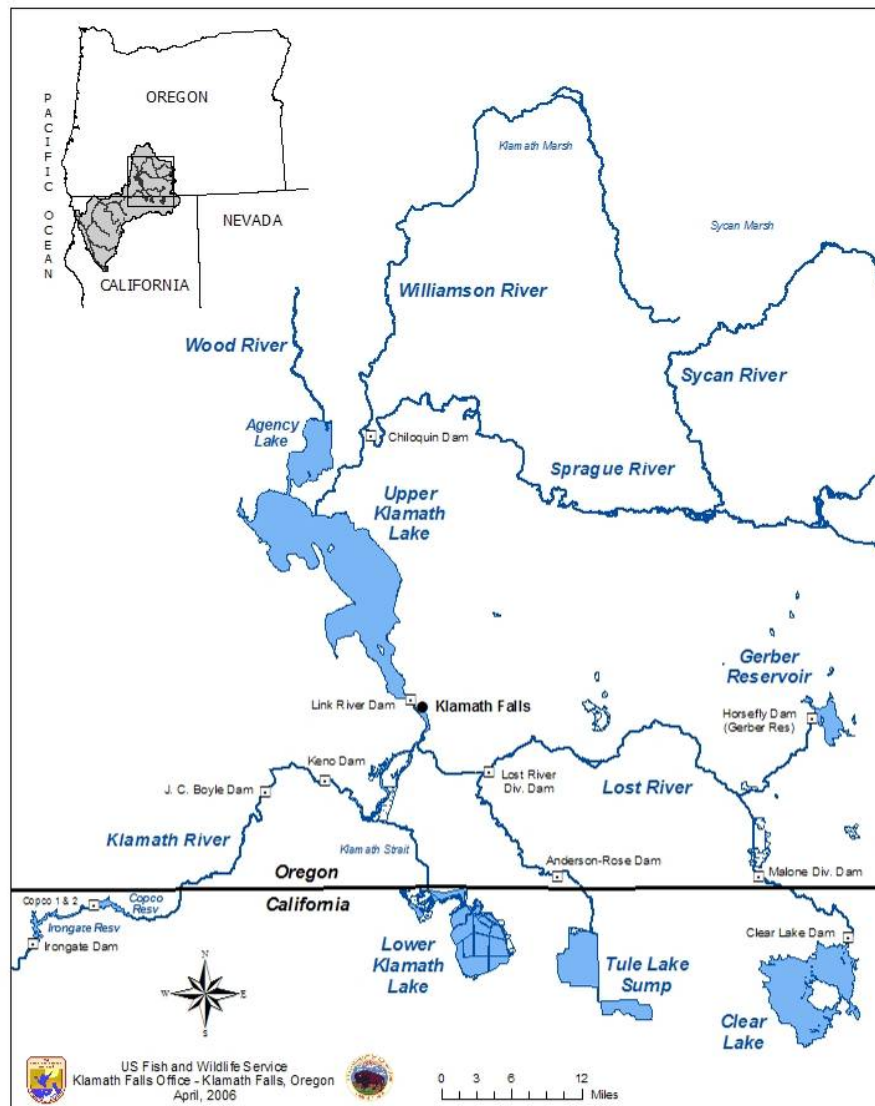 PACIFIC OCEAN
OREGON
NEVADA
CALIFORNIA
Klamath Marsh
Sycan Marsh
Williamson River
Wood River
Sycan River
Agency
Lake
Chiloquin Dam
Sprague River
Upper
Klamath
Lake
Gerber
Reservoir
Link River Dam
Klamath Falls
Horsefly Dam
(Gerber Res)
Keno Dam
J. C. Boyle Dam
Lost River
Div. Dam
Lost River
Klamath River
Klamath Strait
Anderson-Rose Dam
Malone Div. Dam
Oregon
California
Copco 1 & 2
Copco
Resv
Irongate Resv
Irongate Dam
Clear Lake Dam
Lower
Klamath
Lake
Tule Lake
Sump
Clear
Lake
N
W
E
S
US Fish and Wildlife Service
Klamath Falls Office - Klamath Falls, Oregon
April, 2006
0 3 6 12
Miles